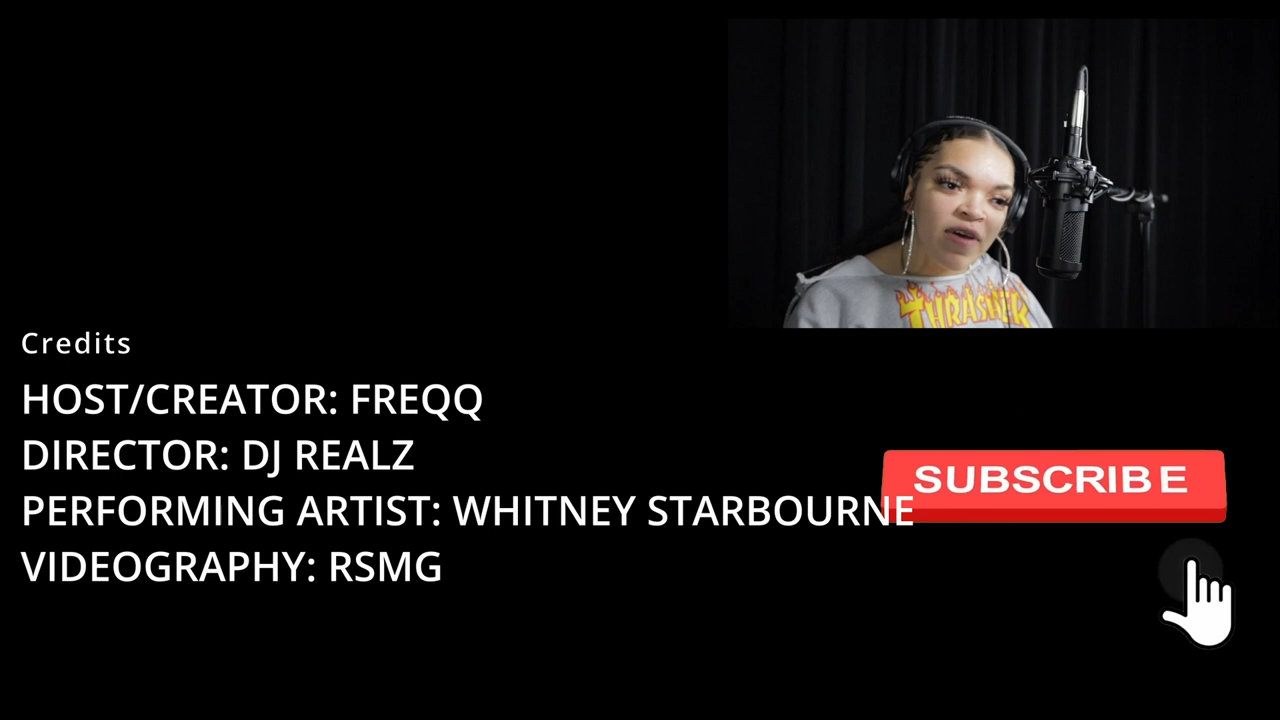 THRASHER
Credits
HOST/CREATOR: FREQQ
DIRECTOR: DJ REALZ
SUBSCRIBE
PERFORMING ARTIST: WHITNEY STARBOURNE
VIDEOGRAPHY: RSMG